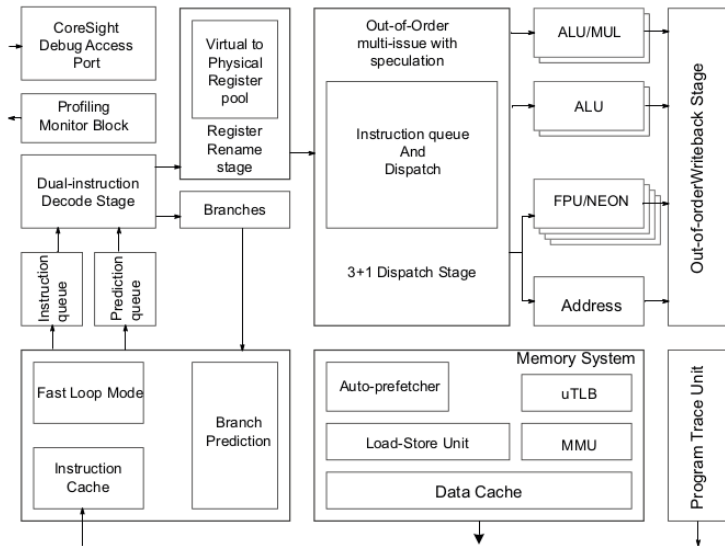 CoreSight
Debug Access
Port
Profiling
Monitor Block
Dual-instruction
Decode Stage
Instruction
queue
Prediction
queue
Virtual to
Physical
Register
pool
Register
Rename
stage
Branches
Out-of-Order
multi-issue with
speculation
Instruction queue
And
Dispatch
3+1 Dispatch Stage
ALU/MUL
ALU
FPU/NEON
Address
Out-of-orderWriteback Stage
Fast Loop Mode
Instruction
Cache
Branch
Prediction
Memory System
Auto-prefetcher
uTLB
Load-Store Unit
MMU
Data Cache
Program Trace Unit